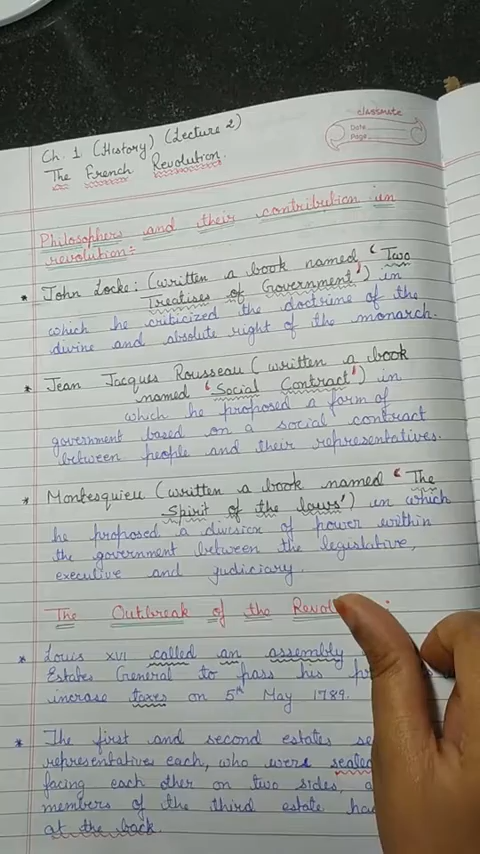 classmate
Date
Page
Ch. 1 (History) (Lecture 2)
The French Revolution.
Philosophers and their contribution in
revolution:-
* John Locke: (written a book named 'Two
Treatises of Government') in
which he criticized the doctrine of the
divine and absolute right of the monarch.
* Jean Jacques Rousseau (written a book
named 'Social Contract') in
which he proposed a form of
government based on a social contract
between people and their representatives.
* Montesquieu (written a book named "The
Spirit of the laws') in which
he proposed a division of power within
the government between the legislative,
executive and judiciary.
The Outbreak of the :
* Louis XVI called an assembly
Estates General to pass his
increase taxes on 5th May 1789.
* The first and second estates
representatives each, who were
facing each other on two sides,
members of the third estate
at the back.